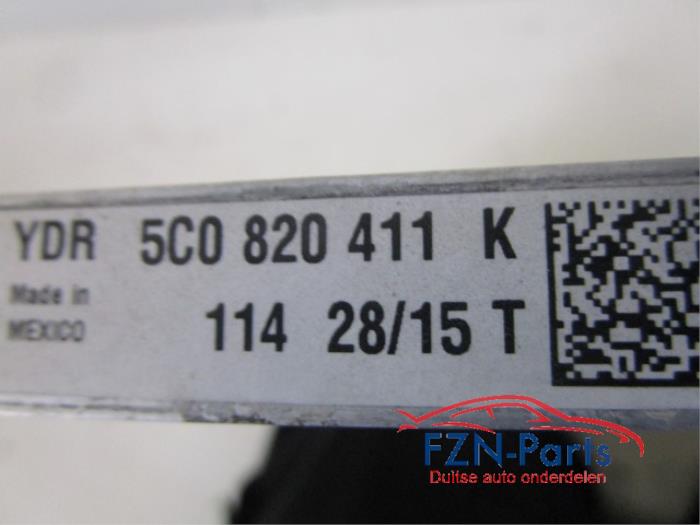 YDR 5C0 820 411 K
Made in
MEXICO
114 28/15 T
FZN-Parts
Duitse auto onderdelen